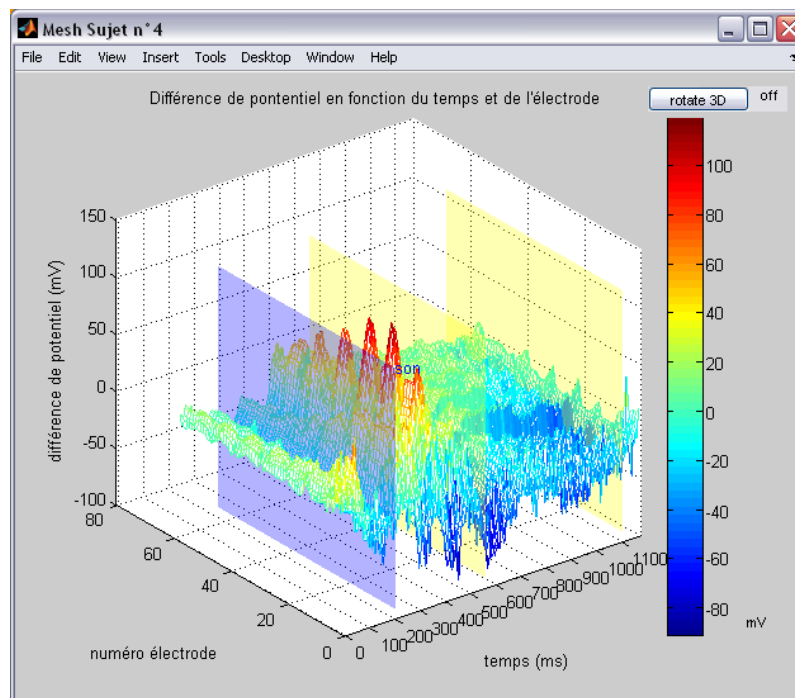 Mesh Sujet n°4
File Edit View Insert Tools Desktop Window Help
Différence de pontentiel en fonction du temps et de l'électrode
rotate 3D off
différence de potentiel (mV)
150
100
50
0
-50
-100
80
60
40
20
0
numéro électrode
0 100 200 300 400 500 600 700 800 900 1000 1100
temps (ms)
son
100
80
60
40
20
0
-20
-40
-60
-80
mV